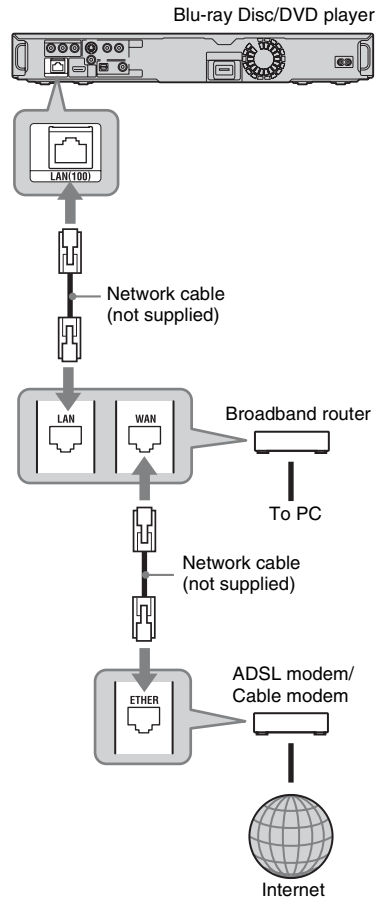 Blu-ray Disc/DVD player
LAN(100)
Network cable
(not supplied)
LAN
WAN
Broadband router
To PC
Network cable
(not supplied)
ADSL modem/
Cable modem
ETHER
Internet